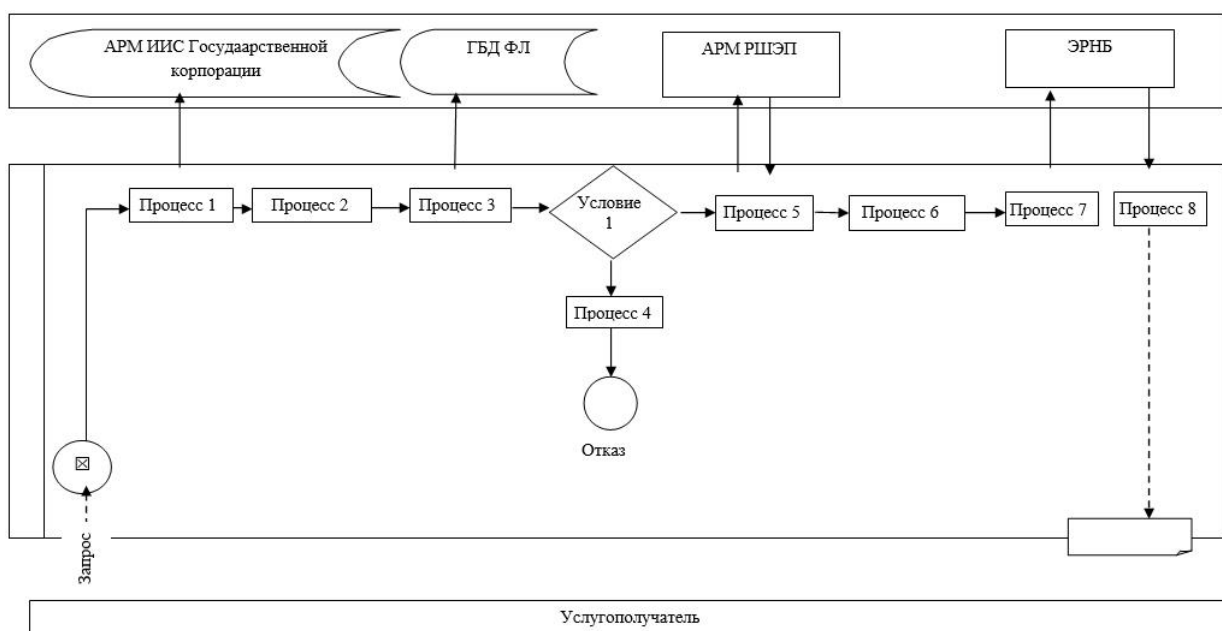 АРМ ИИС Государарственной
корпорации
ГБД ФЛ
АРМ РШЭП
ЭРНБ
Процесс 1
Процесс 2
Процесс 3
Условие
1
Процесс 5
Процесс 6
Процесс 7
Процесс 8
Процесс 4
Отказ
Запрос
Услугополучатель